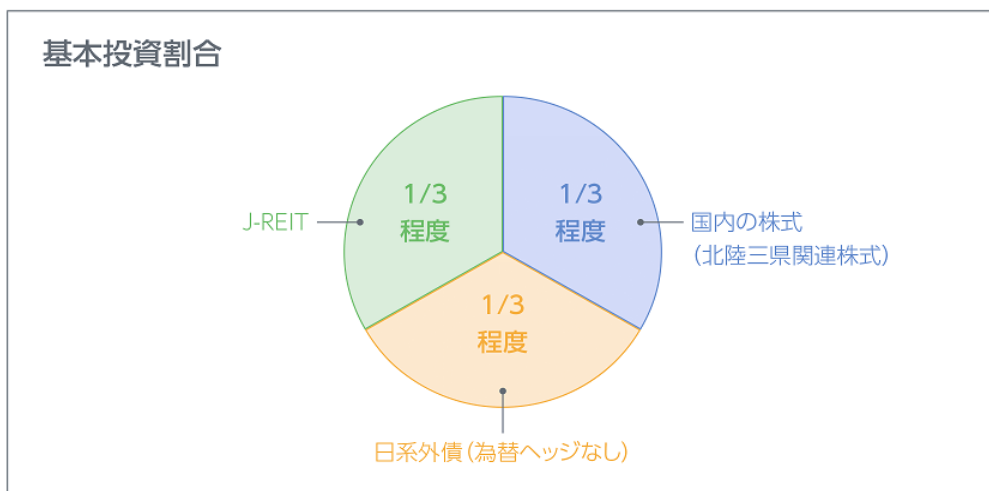 基本投資割合
1/3
程度
1/3
程度
J-REIT
国内の株式
(北陸三県関連株式)
1/3
程度
日系外債(為替ヘッジなし)